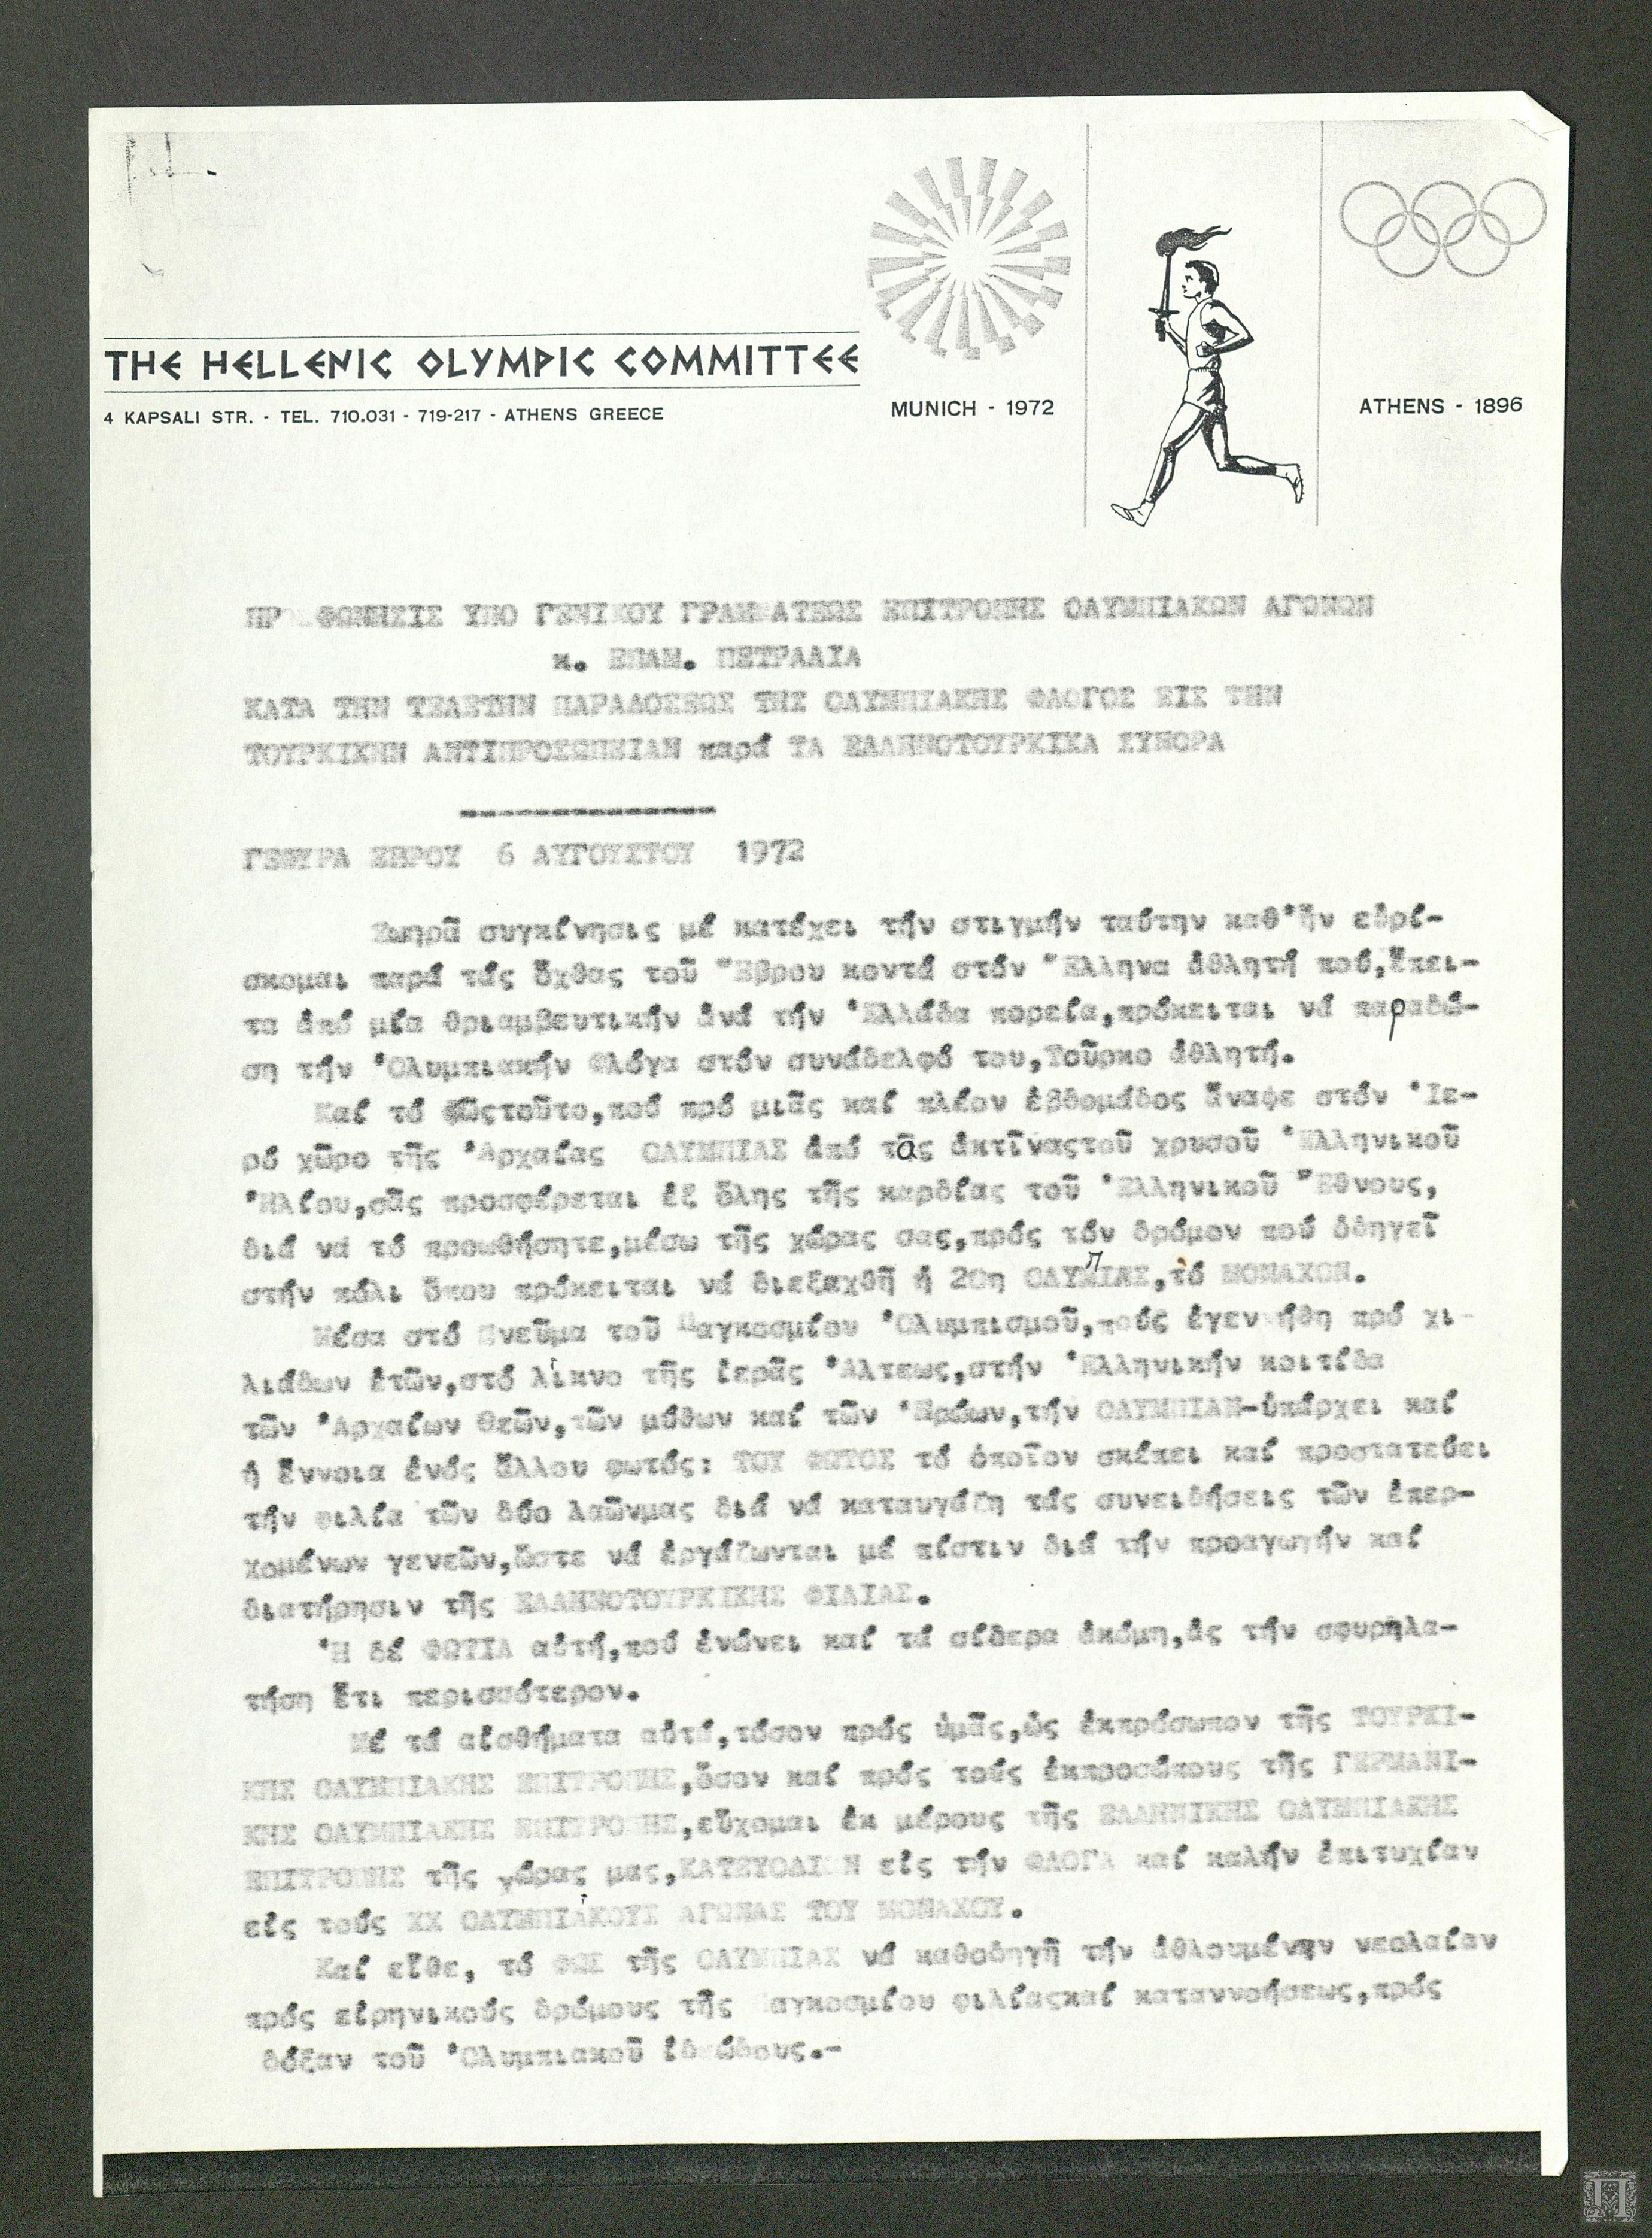 THE HELLENIC OLYMPIC COMMITTEE
4 KAPSALI STR. - TEL. 710.031 - 719-217 - ATHENS GREECE
MUNICH - 1972
ATHENS - 1896
ΠΡΟΣΦΩΝΗΣΙΣ ΥΠΟ ΓΕΝΙΚΟΥ ΓΡΑΜΜΑΤΕΩΣ ΕΠΙΤΡΟΠΗΣ ΟΛΥΜΠΙΑΚΩΝ ΑΓΩΝΩΝ
κ. ΕΠΑΜ. ΠΕΤΡΑΛΙΑ
ΚΑΤΑ ΤΗΝ ΤΕΛΕΤΗΝ ΠΑΡΑΔΟΣΕΩΣ ΤΗΣ ΟΛΥΜΠΙΑΚΗΣ ΦΛΟΓΟΣ ΕΙΣ ΤΗΝ
ΤΟΥΡΚΙΚΗΝ ΑΝΤΙΠΡΟΣΩΠΕΙΑΝ παρά ΤΑ ΕΛΛΗΝΟΤΟΥΡΚΙΚΑ ΣΥΝΟΡΑ
ΓΕΦΥΡΑ ΕΒΡΟΥ 6 ΑΥΓΟΥΣΤΟΥ 1972
Ζωηρᾶ συγκίνησις μέ κατέχει τήν στιγμήν ταύτην καθ'ἥν εὑρί-
σκομαι παρά τάς ὄχθας τοῦ Ἕβρου κοντά στόν Ἕλληνα ἀθλητή πού,ἔπει-
τα ἀπό μία θριαμβευτικήν ἀνά τήν Ἑλλάδα πορεία,πρόκειται νά παραδώ-
ση τήν Ὀλυμπιακήν Φλόγα στόν συνάδελφό του,Τοῦρκο ἀθλητή.
Καί τό Φῶςτοῦτο,πού πρό μιᾶς καί πλέον ἑβδομάδος ἄναψε στόν Ἱε-
ρό χῶρο τῆς Ἀρχαίας ΟΛΥΜΠΙΑΣ ἀπό τᾶς ἀκτῖναςτοῦ χρυσοῦ Ἑλληνικοῦ
Ἡλίου,σᾶς προσφέρεται ἐξ ὅλης τῆς καρδίας τοῦ Ἑλληνικοῦ Ἔθνους,
διά νά τό προωθήσητε,μέσω τῆς χώρας σας,πρός τόν δρόμον πού ὁδηγεῖ
στήν πόλι ὅπου πρόκειται νά διεξαχθῆ ἡ 20η ΟΛΥΜΠΙΑΣ,τό ΜΟΝΑΧΟΝ.
Μέσα στό Πνεῦμα τοῦ Παγκοσμίου Ὀλυμπισμοῦ,πούς ἐγεννήθη πρό χι-
λιάδων ἐτῶν,στό λίκνο τῆς ἱερᾶς Ἄλτεως,στήν Ἑλληνικήν κοιτίδα
τῶν Ἀρχαίων Θεῶν,τῶν μύθων καί τῶν Ἡρώων,τήν ΟΛΥΜΠΙΑΝ-ὑπάρχει καί
ἡ ἔννοια ἑνός ἄλλου φωτός: ΤΟΥ ΦΩΤΟΣ τό ὁποῖον σκέπει καί προστατεύει
τήν φιλία τῶν δύο λαῶνμας διά νά καταυγάζη τάς συνειδήσεις τῶν ἐπερ-
χομένων γενεῶν,ὥστε νά ἐργάζωνται μέ πίστιν διά τήν προαγωγήν καί
διατήρησιν τῆς ΕΛΛΗΝΟΤΟΥΡΚΙΚΗΣ ΦΙΛΙΑΣ.
Ἡ δέ ΦΩΤΙΑ αὐτή,πού ἑνώνει καί τά σίδερα ἀκόμη,ἄς τήν σφυρηλα-
τήση ἔτι περισσότερον.
Μέ τά αἰσθήματα αὐτά,τόσον πρός ὑμᾶς,ὡς ἐκπρόσωπον τῆς ΤΟΥΡΚΙ-
ΚΗΣ ΟΛΥΜΠΙΑΚΗΣ ΕΠΙΤΡΟΠΗΣ,ὅσον καί πρός τούς ἐκπροσώπους τῆς ΓΕΡΜΑΝΙ-
ΚΗΣ ΟΛΥΜΠΙΑΚΗΣ ΕΠΙΤΡΟΠΗΣ,εὔχομαι ἐκ μέρους τῆς ΕΛΛΗΝΙΚΗΣ ΟΛΥΜΠΙΑΚΗΣ
ΕΠΙΤΡΟΠΗΣ τῆς χώρας μας,ΚΑΤΕΥΟΔΙΟΝ εἰς τήν ΦΛΟΓΑ καί καλήν ἐπιτυχίαν
εἰς τούς ΧΧ ΟΛΥΜΠΙΑΚΟΥΣ ΑΓΩΝΑΣ ΤΟΥ ΜΟΝΑΧΟΥ.
Καί εἴθε, τό ΦΩΣ τῆς ΟΛΥΜΠΙΑΣ νά καθοδηγῆ τήν ἀθλουμένην νεολαίαν
πρός εἰρηνικούς δρόμους τῆς Παγκοσμίου φιλίαςκαί καταννοήσεως,πρός
δόξαν τοῦ Ὀλυμπιακοῦ ἰδεώδους.-